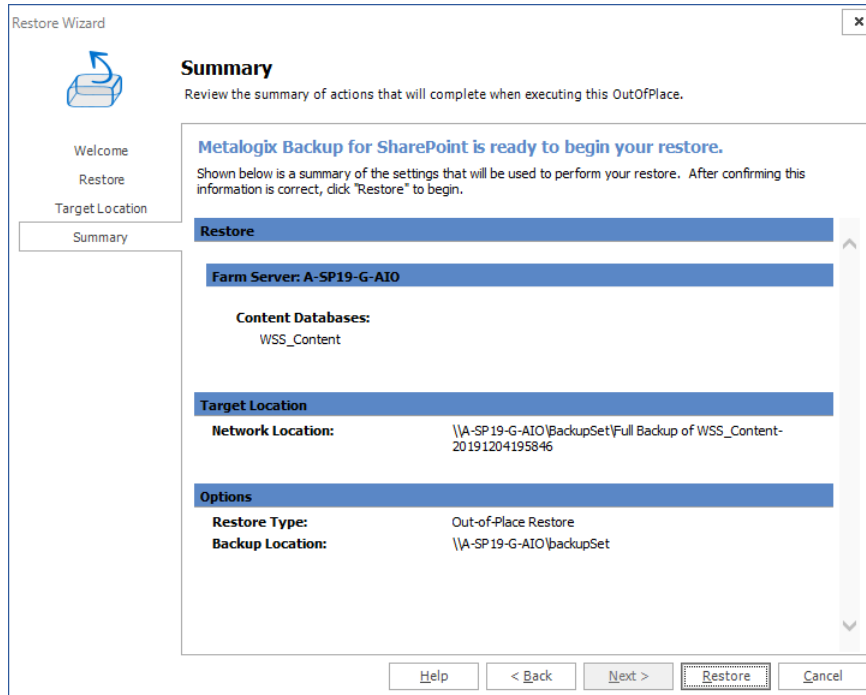 Restore Wizard
Summary
Review the summary of actions that will complete when executing this OutOfPlace.
Welcome
Restore
Target Location
Summary
Metalogix Backup for SharePoint is ready to begin your restore.
Shown below is a summary of the settings that will be used to perform your restore. After confirming this
information is correct, click "Restore" to begin.
Restore
Farm Server: A-SP19-G-AIO
Content Databases:
WSS_Content
Target Location
Network Location: \\A-SP19-G-AIO\BackupSet\Full Backup of WSS_Content-
20191204195846
Options
Restore Type: Out-of-Place Restore
Backup Location: \\A-SP19-G-AIO\backupSet
Help < Back Next > Restore Cancel